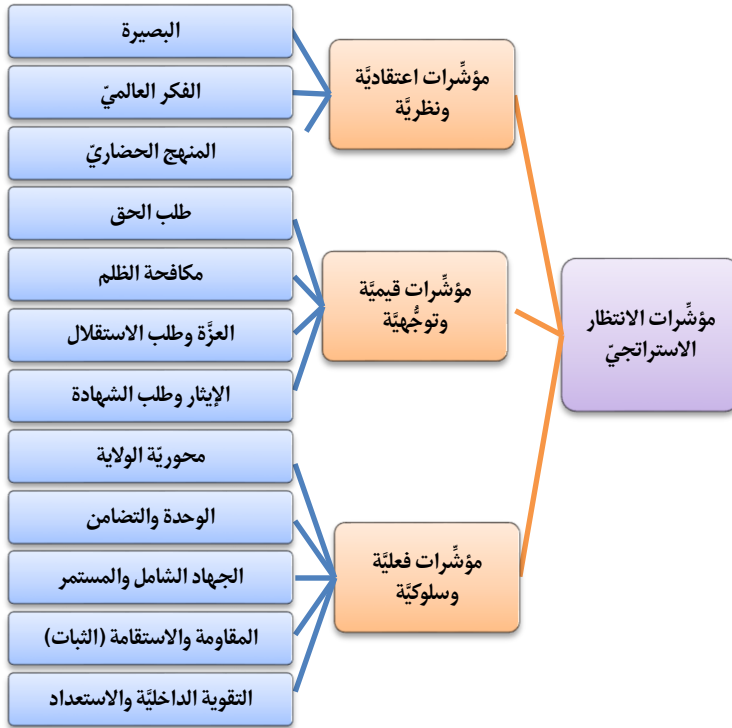 مؤشِّرات الانتظار
الاستراتجيّ
مؤشِّرات اعتقاديَّة
ونظريَّة
البصيرة
الفكر العالميّ
المنهج الحضاريّ
مؤشِّرات قيميَّة
وتوجُّهيَّة
طلب الحق
مكافحة الظلم
العزَّة وطلب الاستقلال
الإيثار وطلب الشهادة
مؤشِّرات فعليَّة
وسلوكيَّة
محوريّة الولاية
الوحدة والتضامن
الجهاد الشامل والمستمر
المقاومة والاستقامة (الثبات)
التقوية الداخليَّة والاستعداد